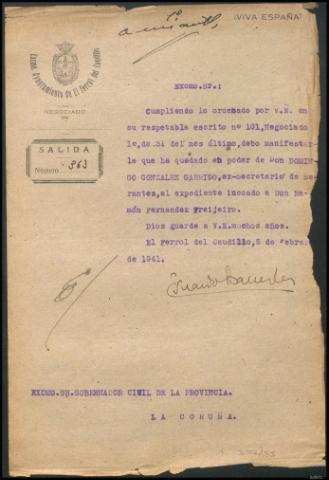 ¡VIVA ESPAÑA!
Excmo. Ayuntamiento de El Ferrol del Caudillo
NEGOCIADO
SALIDA
Número 963
EXCMO.SR.:
Cumpliendo lo ordenado por V.E. en
su respetable escrito nº 101,Negociado
1º,de 31 del mes último,debo manifestar
le que ha quedado en poder de Don DOMIN-
GO GONZALEZ GARRIDO,ex-secretario de Se-
rantes,el expediente incoado a Don Ra-
món Fernandez Freijeiro.
Dios guarde a V.E.muchos años.
El Ferrol del Caudillo,5 de Febrero
de 1941.
EXCMO.SR.GOBERNADOR CIVIL DE LA PROVINCIA.
LA CORUÑA.